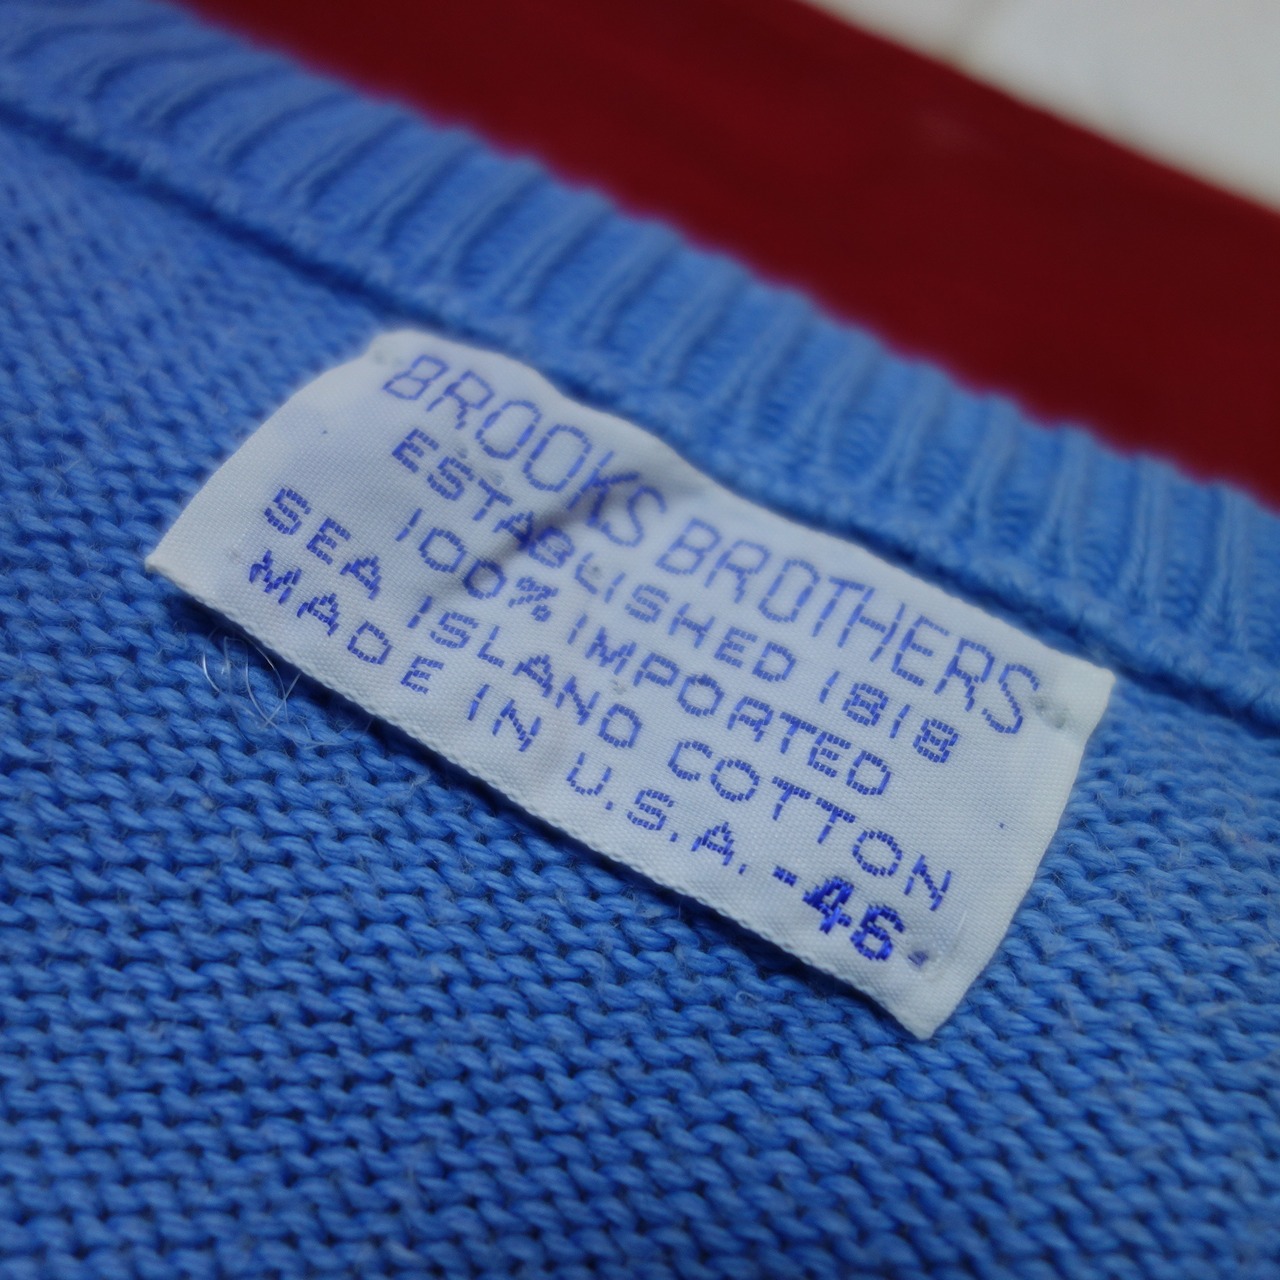 BROOKS BROTHERS
ESTABLISHED 1818
100% IMPORTED
SEA ISLAND COTTON
MADE IN U.S.A. -46